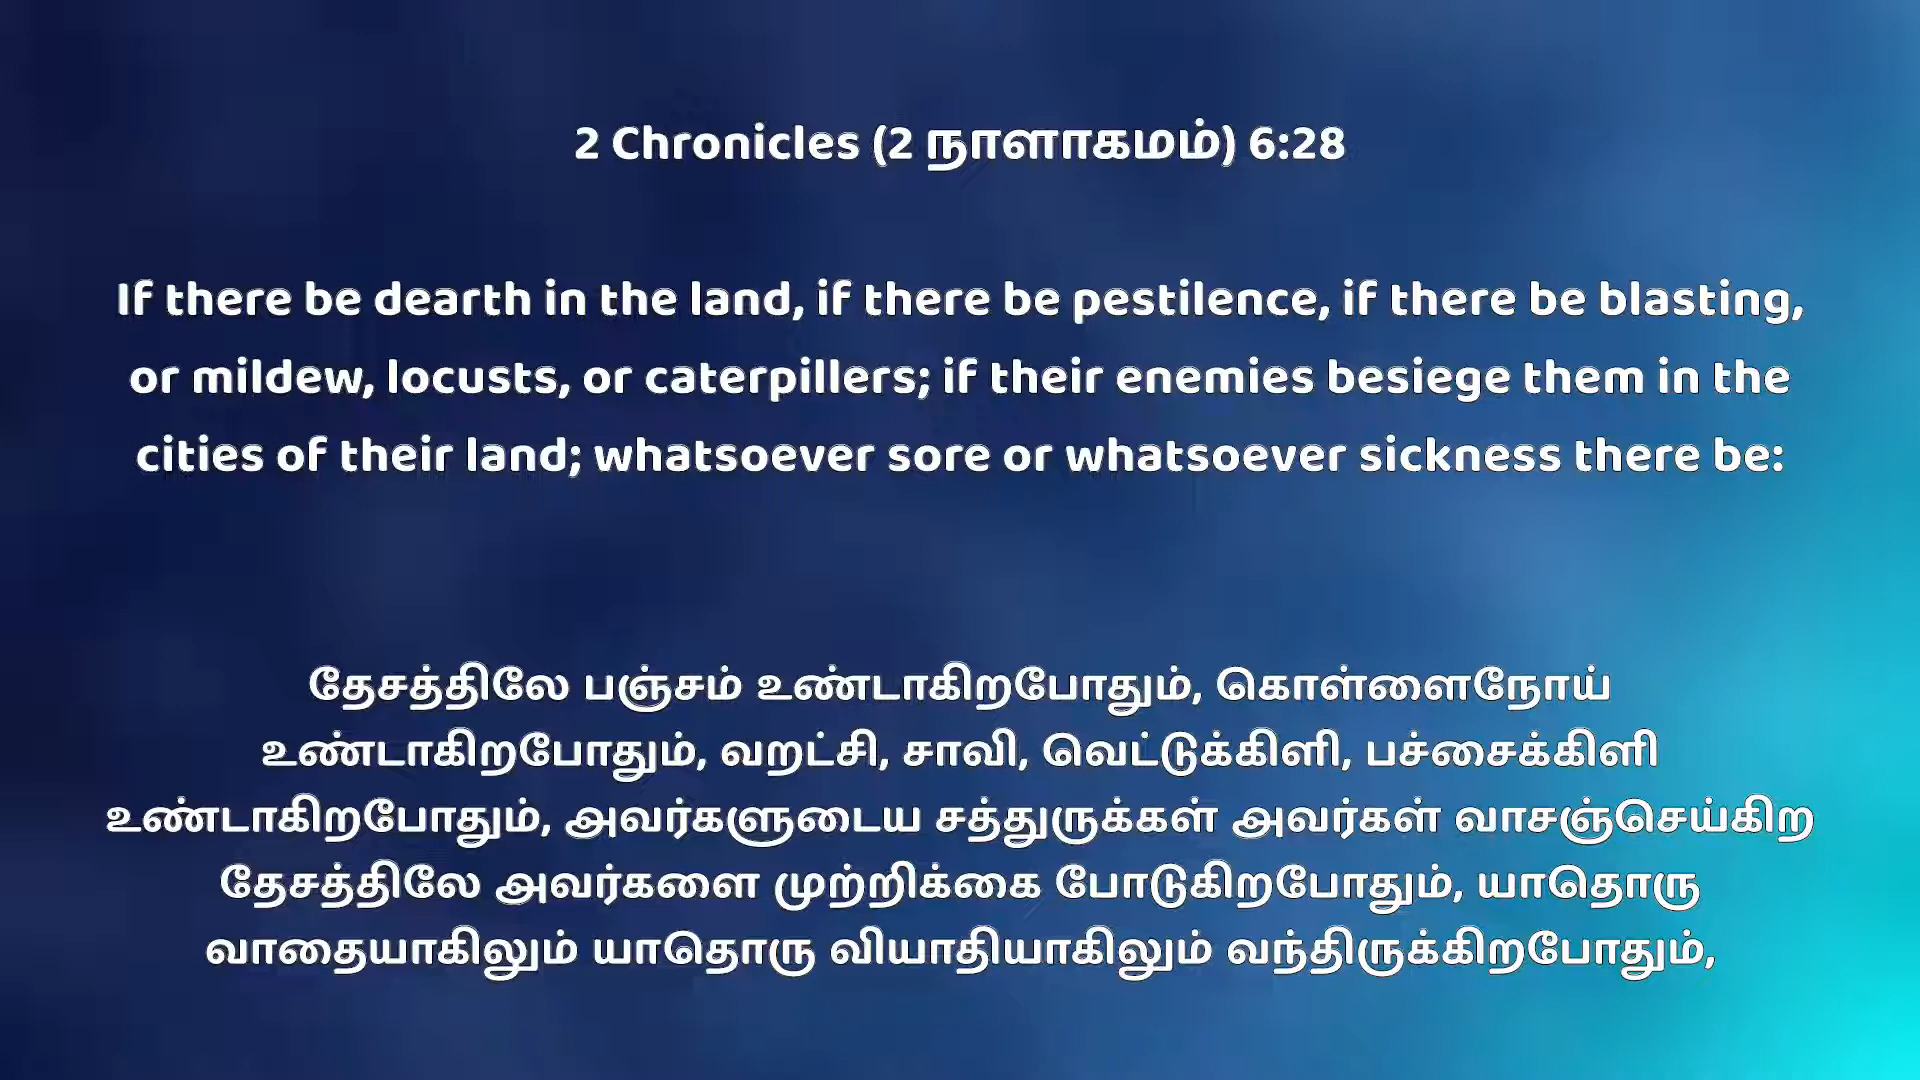 2 Chronicles (2 நாளாகமம்) 6:28
If there be dearth in the land, if there be pestilence, if there be blasting,
or mildew, locusts, or caterpillers; if their enemies besiege them in the
cities of their land; whatsoever sore or whatsoever sickness there be:
தேசத்திலே பஞ்சம் உண்டாகிறபோதும், கொள்ளைநோய்
உண்டாகிறபோதும், வறட்சி, சாவி, வெட்டுக்கிளி, பச்சைக்கிளி
உண்டாகிறபோதும், அவர்களுடைய சத்துருக்கள் அவர்கள் வாசஞ்செய்கிற
தேசத்திலே அவர்களை முற்றிக்கை போடுகிறபோதும், யாதொரு
வாதையாகிலும் யாதொரு வியாதியாகிலும் வந்திருக்கிறபோதும்,